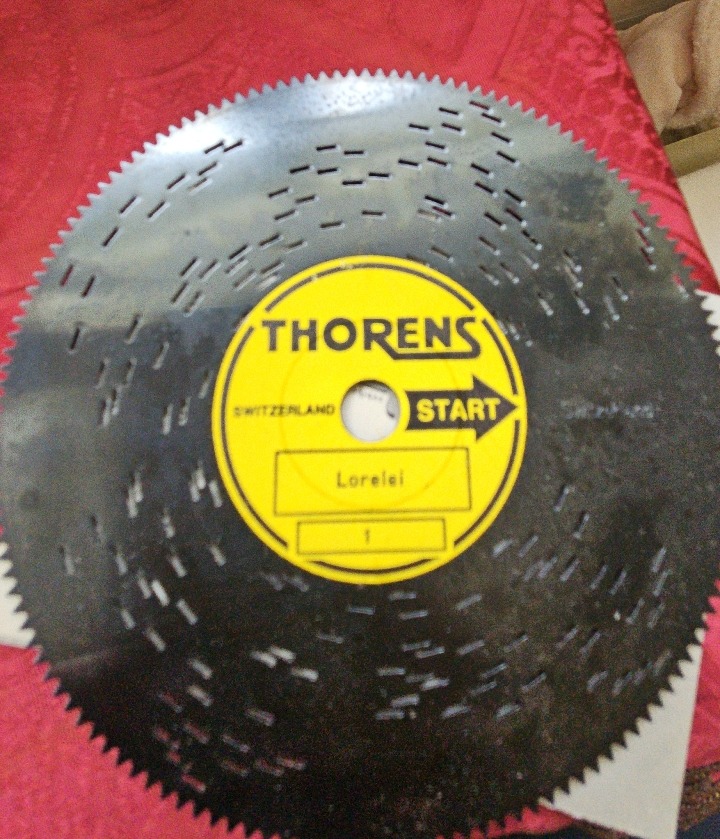 THORENS
SWITZERLAND
START
Lorelei
1